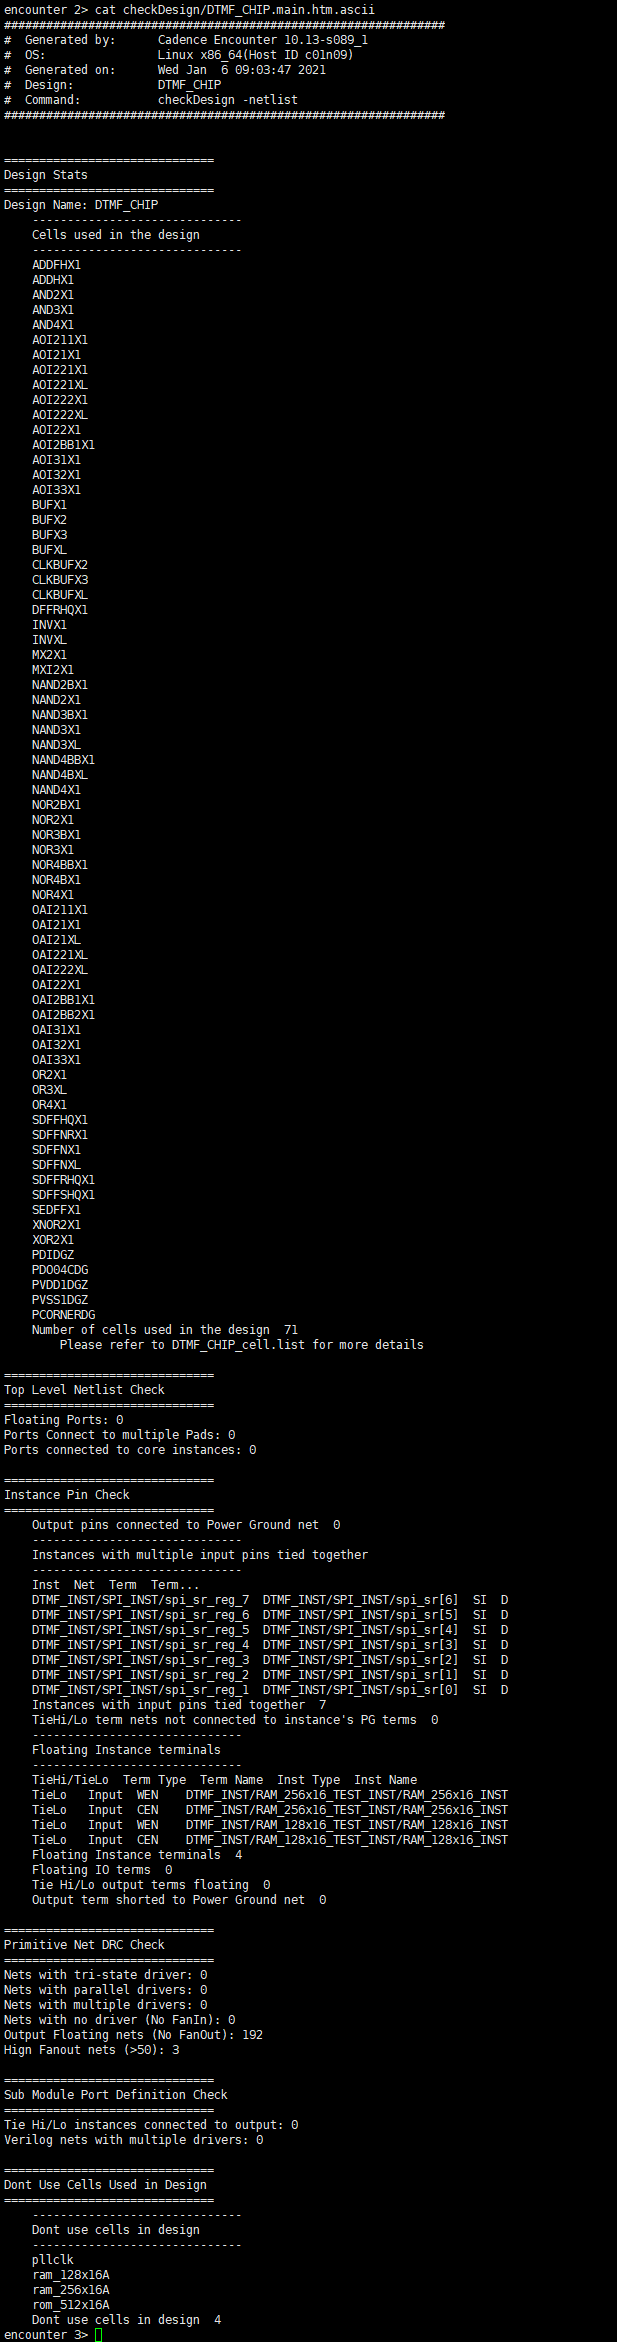 encounter 2> cat checkDesign/DTMF_CHIP.main.htm.ascii
###############################################################
#  Generated by:      Cadence Encounter 10.13-s089_1
#  OS:                Linux x86_64(Host ID c01n09)
#  Generated on:      Wed Jan  6 09:03:47 2021
#  Design:            DTMF_CHIP
#  Command:           checkDesign -netlist
###############################################################
==============================
Design Stats
==============================
Design Name: DTMF_CHIP
    ------------------------------
    Cells used in the design
    ------------------------------
    ADDFHX1
    ADDHX1
    AND2X1
    AND3X1
    AND4X1
    AOI211X1
    AOI21X1
    AOI221X1
    AOI221XL
    AOI222X1
    AOI222XL
    AOI22X1
    AOI2BB1X1
    AOI31X1
    AOI32X1
    AOI33X1
    BUFX1
    BUFX2
    BUFX3
    BUFXL
    CLKBUFX2
    CLKBUFX3
    CLKBUFXL
    DFFRHQX1
    INVX1
    INVXL
    MX2X1
    MXI2X1
    NAND2BX1
    NAND2X1
    NAND3BX1
    NAND3X1
    NAND3XL
    NAND4BBX1
    NAND4BXL
    NAND4X1
    NOR2BX1
    NOR2X1
    NOR3BX1
    NOR3X1
    NOR4BBX1
    NOR4BX1
    NOR4X1
    OAI211X1
    OAI21X1
    OAI21XL
    OAI221XL
    OAI222XL
    OAI22X1
    OAI2BB1X1
    OAI2BB2X1
    OAI31X1
    OAI32X1
    OAI33X1
    OR2X1
    OR3XL
    OR4X1
    SDFFHQX1
    SDFFNRX1
    SDFFNX1
    SDFFNXL
    SDFFRHQX1
    SDFFSHQX1
    SEDFFX1
    XNOR2X1
    XOR2X1
    PDIDGZ
    PDO04CDG
    PVDD1DGZ
    PVSS1DGZ
    PCORNERDG
    Number of cells used in the design  71
        Please refer to DTMF_CHIP_cell.list for more details
==============================
Top Level Netlist Check
==============================
Floating Ports: 0
Ports Connect to multiple Pads: 0
Ports connected to core instances: 0
==============================
Instance Pin Check
==============================
    Output pins connected to Power Ground net  0
    ------------------------------
    Instances with multiple input pins tied together
    ------------------------------
    Inst  Net  Term  Term...
    DTMF_INST/SPI_INST/spi_sr_reg_7  DTMF_INST/SPI_INST/spi_sr[6]  SI  D
    DTMF_INST/SPI_INST/spi_sr_reg_6  DTMF_INST/SPI_INST/spi_sr[5]  SI  D
    DTMF_INST/SPI_INST/spi_sr_reg_5  DTMF_INST/SPI_INST/spi_sr[4]  SI  D
    DTMF_INST/SPI_INST/spi_sr_reg_4  DTMF_INST/SPI_INST/spi_sr[3]  SI  D
    DTMF_INST/SPI_INST/spi_sr_reg_3  DTMF_INST/SPI_INST/spi_sr[2]  SI  D
    DTMF_INST/SPI_INST/spi_sr_reg_2  DTMF_INST/SPI_INST/spi_sr[1]  SI  D
    DTMF_INST/SPI_INST/spi_sr_reg_1  DTMF_INST/SPI_INST/spi_sr[0]  SI  D
    Instances with input pins tied together  7
    TieHi/Lo term nets not connected to instance's PG terms  0
    ------------------------------
    Floating Instance terminals
    ------------------------------
    TieHi/TieLo  Term Type  Term Name  Inst Type  Inst Name
    TieLo   Input  WEN    DTMF_INST/RAM_256x16_TEST_INST/RAM_256x16_INST
    TieLo   Input  CEN    DTMF_INST/RAM_256x16_TEST_INST/RAM_256x16_INST
    TieLo   Input  WEN    DTMF_INST/RAM_128x16_TEST_INST/RAM_128x16_INST
    TieLo   Input  CEN    DTMF_INST/RAM_128x16_TEST_INST/RAM_128x16_INST
    Floating Instance terminals  4
    Floating IO terms  0
    Tie Hi/Lo output terms floating  0
    Output term shorted to Power Ground net  0
==============================
Primitive Net DRC Check
==============================
Nets with tri-state driver: 0
Nets with parallel drivers: 0
Nets with multiple drivers: 0
Nets with no driver (No FanIn): 0
Output Floating nets (No FanOut): 192
Hign Fanout nets (>50): 3
==============================
Sub Module Port Definition Check
==============================
Tie Hi/Lo instances connected to output: 0
Verilog nets with multiple drivers: 0
==============================
Dont Use Cells Used in Design
==============================
    ------------------------------
    Dont use cells in design
    ------------------------------
    pllclk
    ram_128x16A
    ram_256x16A
    rom_512x16A
    Dont use cells in design  4
encounter 3>